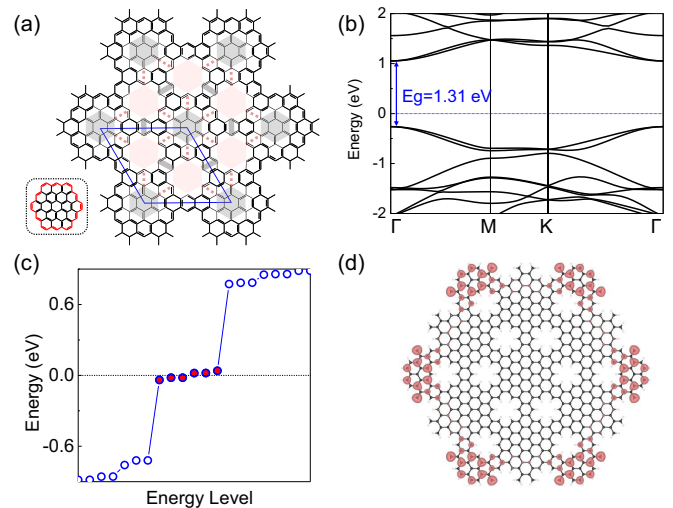 (a)
(b)
2
1
0
-1
-2
Energy (eV)
Eg=1.31 eV
Γ
M
K
Γ
(c)
0.6
0.0
-0.6
Energy (eV)
Energy Level
(d)